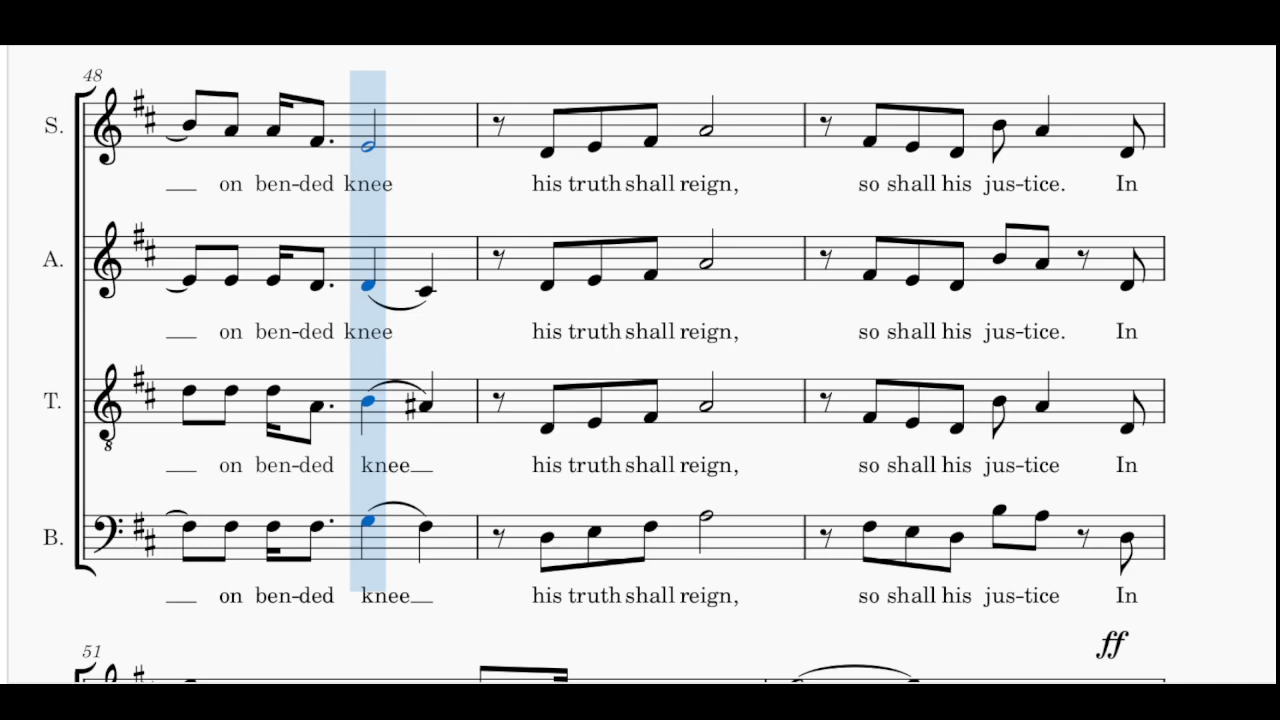 48
S.
on ben-ded knee his truth shall reign, so shall his jus-tice. In
A.
on ben-ded knee his truth shall reign, so shall his jus-tice. In
T.
8
on ben-ded knee his truth shall reign, so shall his jus-tice In
B.
on ben-ded knee his truth shall reign, so shall his jus-tice In
ff
51